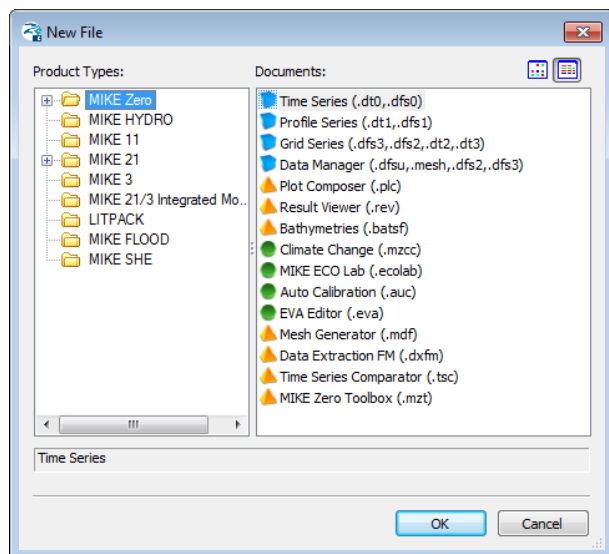 New File
Product Types:
MIKE Zero
MIKE HYDRO
MIKE 11
MIKE 21
MIKE 3
MIKE 21/3 Integrated Mo...
LITPACK
MIKE FLOOD
MIKE SHE
Documents:
Time Series (.dt0,.dfs0)
Profile Series (.dt1,.dfs1)
Grid Series (.dfs3,.dfs2,.dt2,.dt3)
Data Manager (.dfsu,.mesh,.dfs2,.dfs3)
Plot Composer (.plc)
Result Viewer (.rev)
Bathymetries (.batsf)
Climate Change (.mzcc)
MIKE ECO Lab (.ecolab)
Auto Calibration (.auc)
EVA Editor (.eva)
Mesh Generator (.mdf)
Data Extraction FM (.dxfm)
Time Series Comparator (.tsc)
MIKE Zero Toolbox (.mzt)
Time Series
OK
Cancel